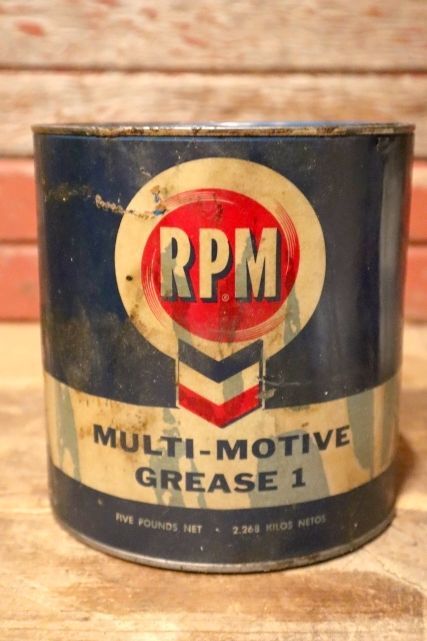 RPM
®
MULTI-MOTIVE
GREASE 1
FIVE POUNDS NET • 2.268 KILOS NETOS